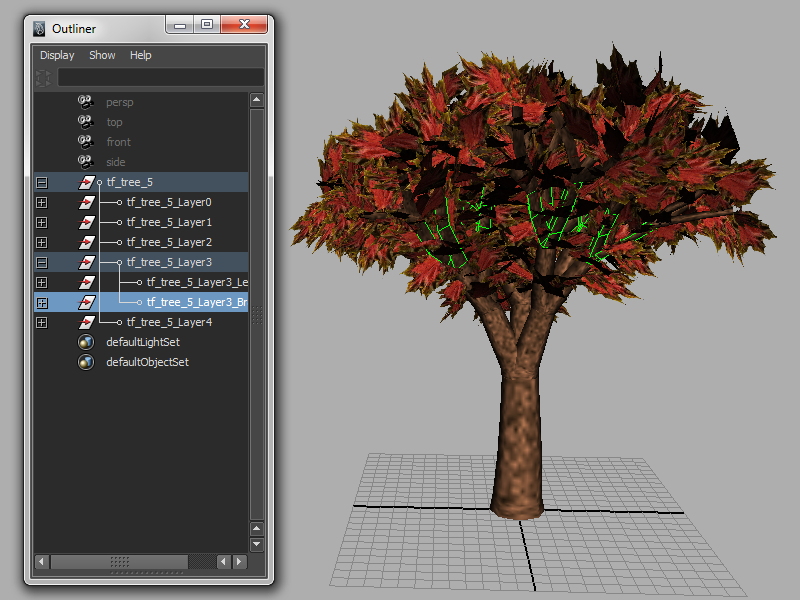 Outliner
Display Show Help
persp
top
front
side
tf_tree_5
tf_tree_5_Layer0
tf_tree_5_Layer1
tf_tree_5_Layer2
tf_tree_5_Layer3
tf_tree_5_Layer3_Le
tf_tree_5_Layer3_Br
tf_tree_5_Layer4
defaultLightSet
defaultObjectSet